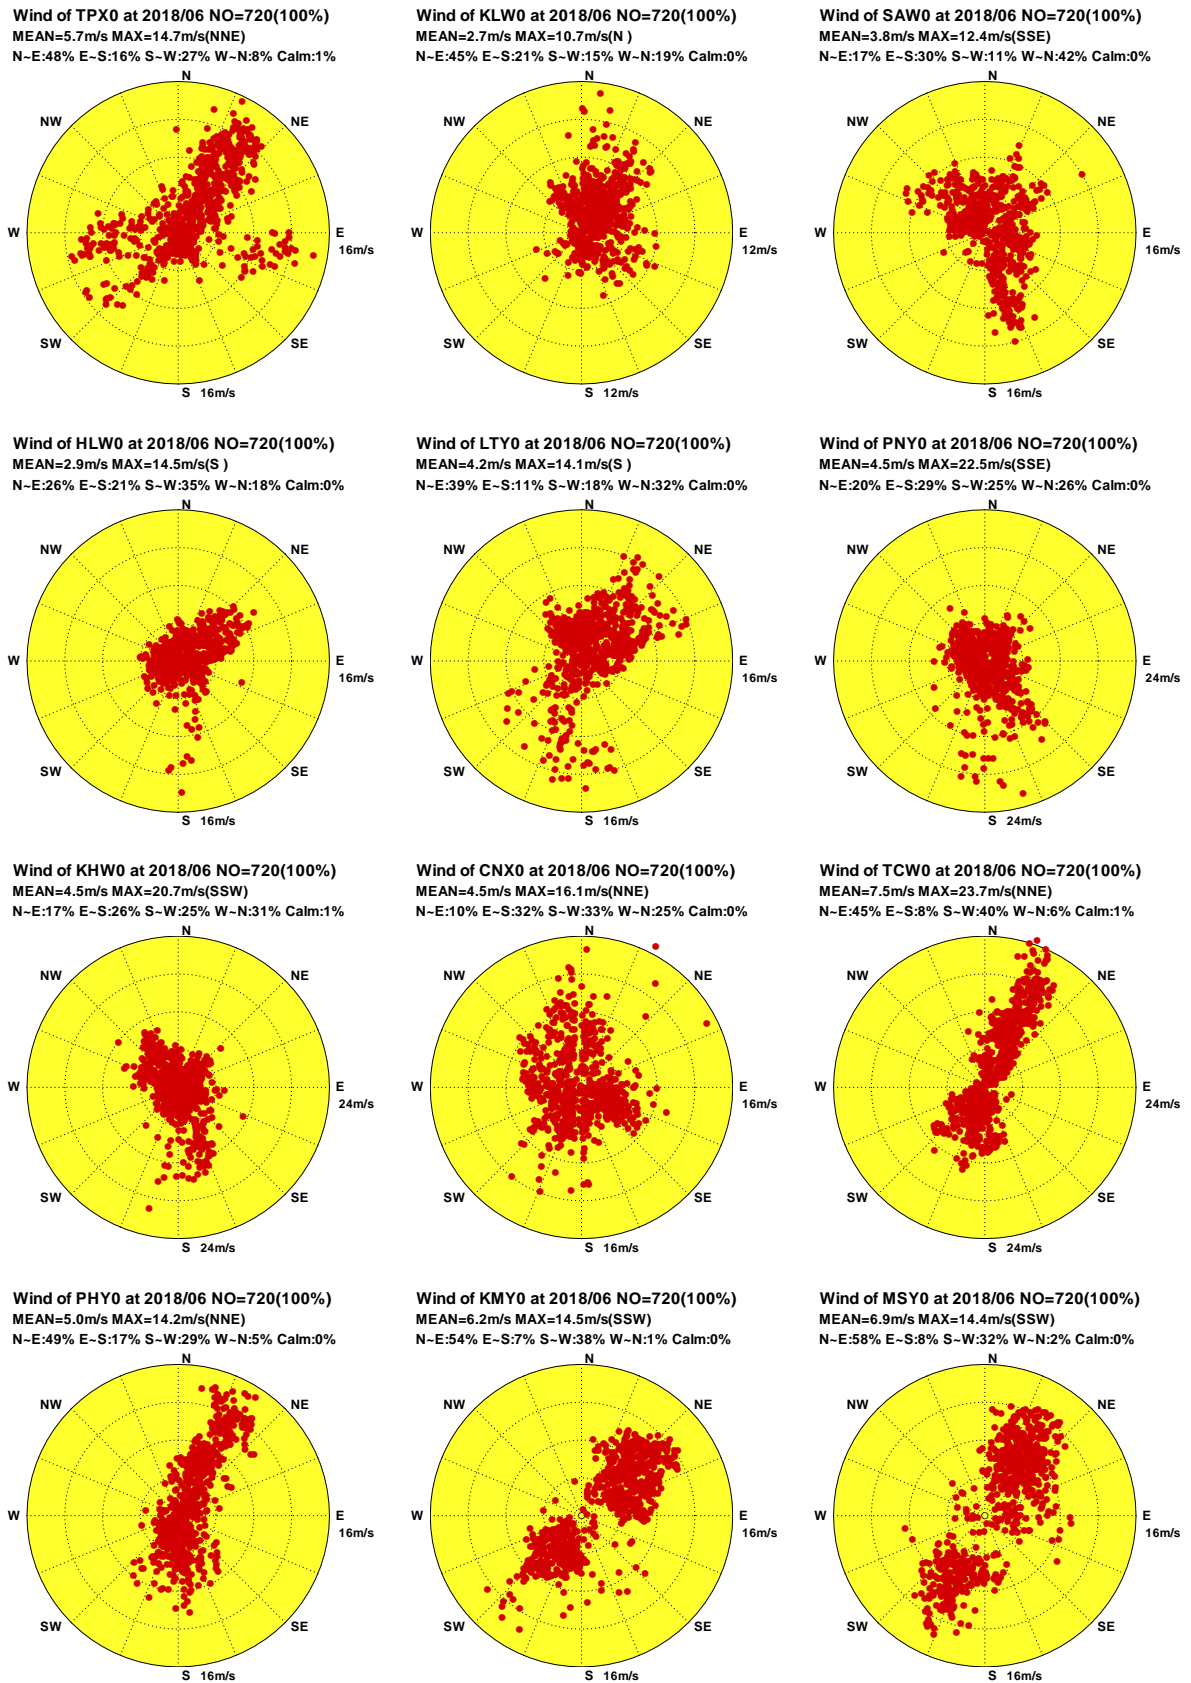 Wind of TPX0 at 2018/06 NO=720(100%)
MEAN=5.7m/s MAX=14.7m/s(NNE)
N~E:48% E~S:16% S~W:27% W~N:8% Calm:1%
N
NW
NE
W
E
16m/s
SW
SE
S 16m/s
Wind of KLW0 at 2018/06 NO=720(100%)
MEAN=2.7m/s MAX=10.7m/s(N )
N~E:45% E~S:21% S~W:15% W~N:19% Calm:0%
N
NW
NE
W
E
12m/s
SW
SE
S 12m/s
Wind of SAW0 at 2018/06 NO=720(100%)
MEAN=3.8m/s MAX=12.4m/s(SSE)
N~E:17% E~S:30% S~W:11% W~N:42% Calm:0%
N
NW
NE
W
E
16m/s
SW
SE
S 16m/s
Wind of HLW0 at 2018/06 NO=720(100%)
MEAN=2.9m/s MAX=14.5m/s(S )
N~E:26% E~S:21% S~W:35% W~N:18% Calm:0%
N
NW
NE
W
E
16m/s
SW
SE
S 16m/s
Wind of LTY0 at 2018/06 NO=720(100%)
MEAN=4.2m/s MAX=14.1m/s(S )
N~E:39% E~S:11% S~W:18% W~N:32% Calm:0%
N
NW
NE
W
E
16m/s
SW
SE
S 16m/s
Wind of PNY0 at 2018/06 NO=720(100%)
MEAN=4.5m/s MAX=22.5m/s(SSE)
N~E:20% E~S:29% S~W:25% W~N:26% Calm:0%
N
NW
NE
W
E
24m/s
SW
SE
S 24m/s
Wind of KHW0 at 2018/06 NO=720(100%)
MEAN=4.5m/s MAX=20.7m/s(SSW)
N~E:17% E~S:26% S~W:25% W~N:31% Calm:1%
N
NW
NE
W
E
24m/s
SW
SE
S 24m/s
Wind of CNX0 at 2018/06 NO=720(100%)
MEAN=4.5m/s MAX=16.1m/s(NNE)
N~E:10% E~S:32% S~W:33% W~N:25% Calm:0%
N
NW
NE
W
E
16m/s
SW
SE
S 16m/s
Wind of TCW0 at 2018/06 NO=720(100%)
MEAN=7.5m/s MAX=23.7m/s(NNE)
N~E:45% E~S:8% S~W:40% W~N:6% Calm:1%
N
NW
NE
W
E
24m/s
SW
SE
S 24m/s
Wind of PHY0 at 2018/06 NO=720(100%)
MEAN=5.0m/s MAX=14.2m/s(NNE)
N~E:49% E~S:17% S~W:29% W~N:5% Calm:0%
N
NW
NE
W
E
16m/s
SW
SE
S 16m/s
Wind of KMY0 at 2018/06 NO=720(100%)
MEAN=6.2m/s MAX=14.5m/s(SSW)
N~E:54% E~S:7% S~W:38% W~N:1% Calm:0%
N
NW
NE
W
E
16m/s
SW
SE
S 16m/s
Wind of MSY0 at 2018/06 NO=720(100%)
MEAN=6.9m/s MAX=14.4m/s(SSW)
N~E:58% E~S:8% S~W:32% W~N:2% Calm:0%
N
NW
NE
W
E
16m/s
SW
SE
S 16m/s